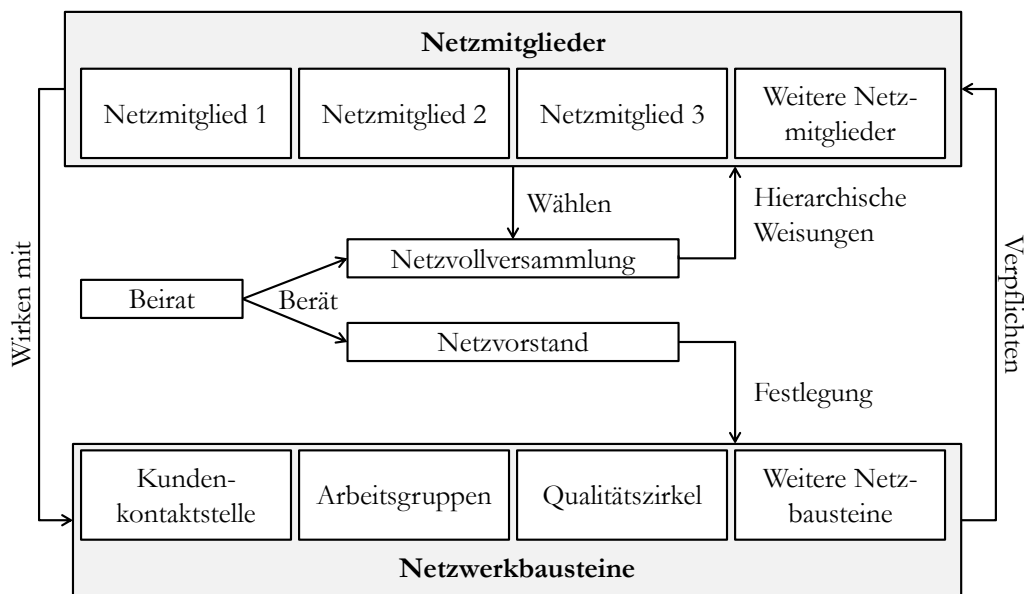 Netzmitglieder
Netzmitglied 1
Netzmitglied 2
Netzmitglied 3
Weitere Netz-
mitglieder
Wählen
Hierarchische
Weisungen
Wirken mit
Verpflichten
Netzvollversammlung
Beirat
Berät
Netzvorstand
Festlegung
Kunden-
kontaktstelle
Arbeitsgruppen
Qualitätszirkel
Weitere Netz-
bausteine
Netzwerkbausteine